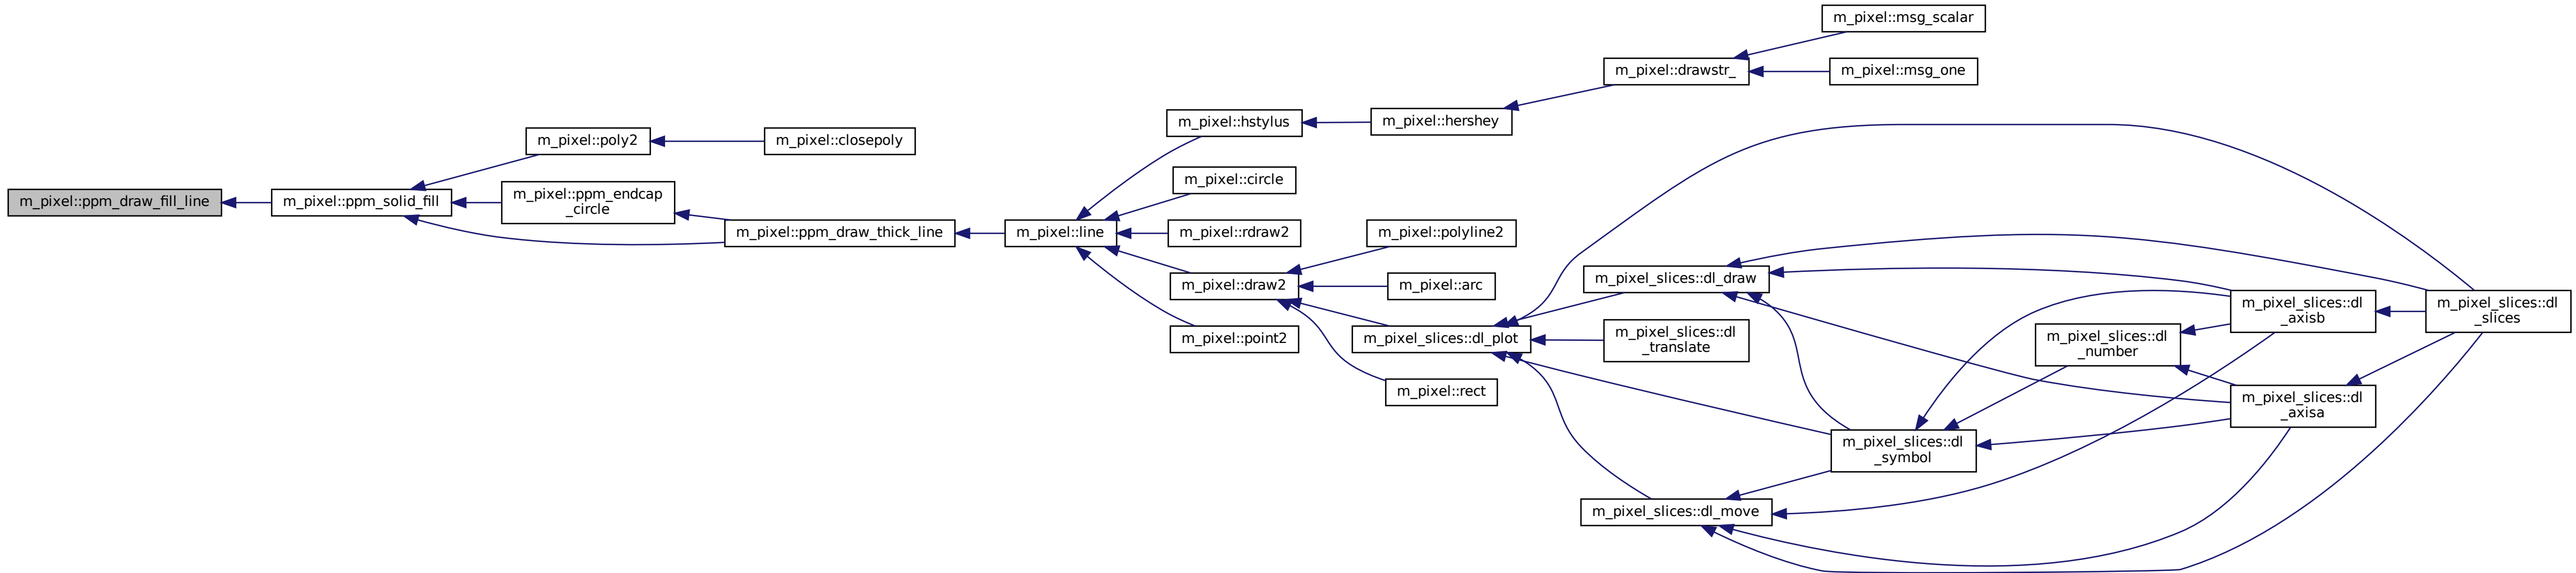 m_pixel::ppm_draw_fill_line
m_pixel::ppm_solid_fill
m_pixel::poly2
m_pixel::closepoly
m_pixel::ppm_endcap
_circle
m_pixel::ppm_draw_thick_line
m_pixel::line
m_pixel::hstylus
m_pixel::hershey
m_pixel::drawstr_
m_pixel::msg_scalar
m_pixel::msg_one
m_pixel::circle
m_pixel::rdraw2
m_pixel::draw2
m_pixel::point2
m_pixel::polyline2
m_pixel::arc
m_pixel_slices::dl_plot
m_pixel::rect
m_pixel_slices::dl_draw
m_pixel_slices::dl
_translate
m_pixel_slices::dl
_symbol
m_pixel_slices::dl_move
m_pixel_slices::dl
_number
m_pixel_slices::dl
_axisb
m_pixel_slices::dl
_axisa
m_pixel_slices::dl
_slices